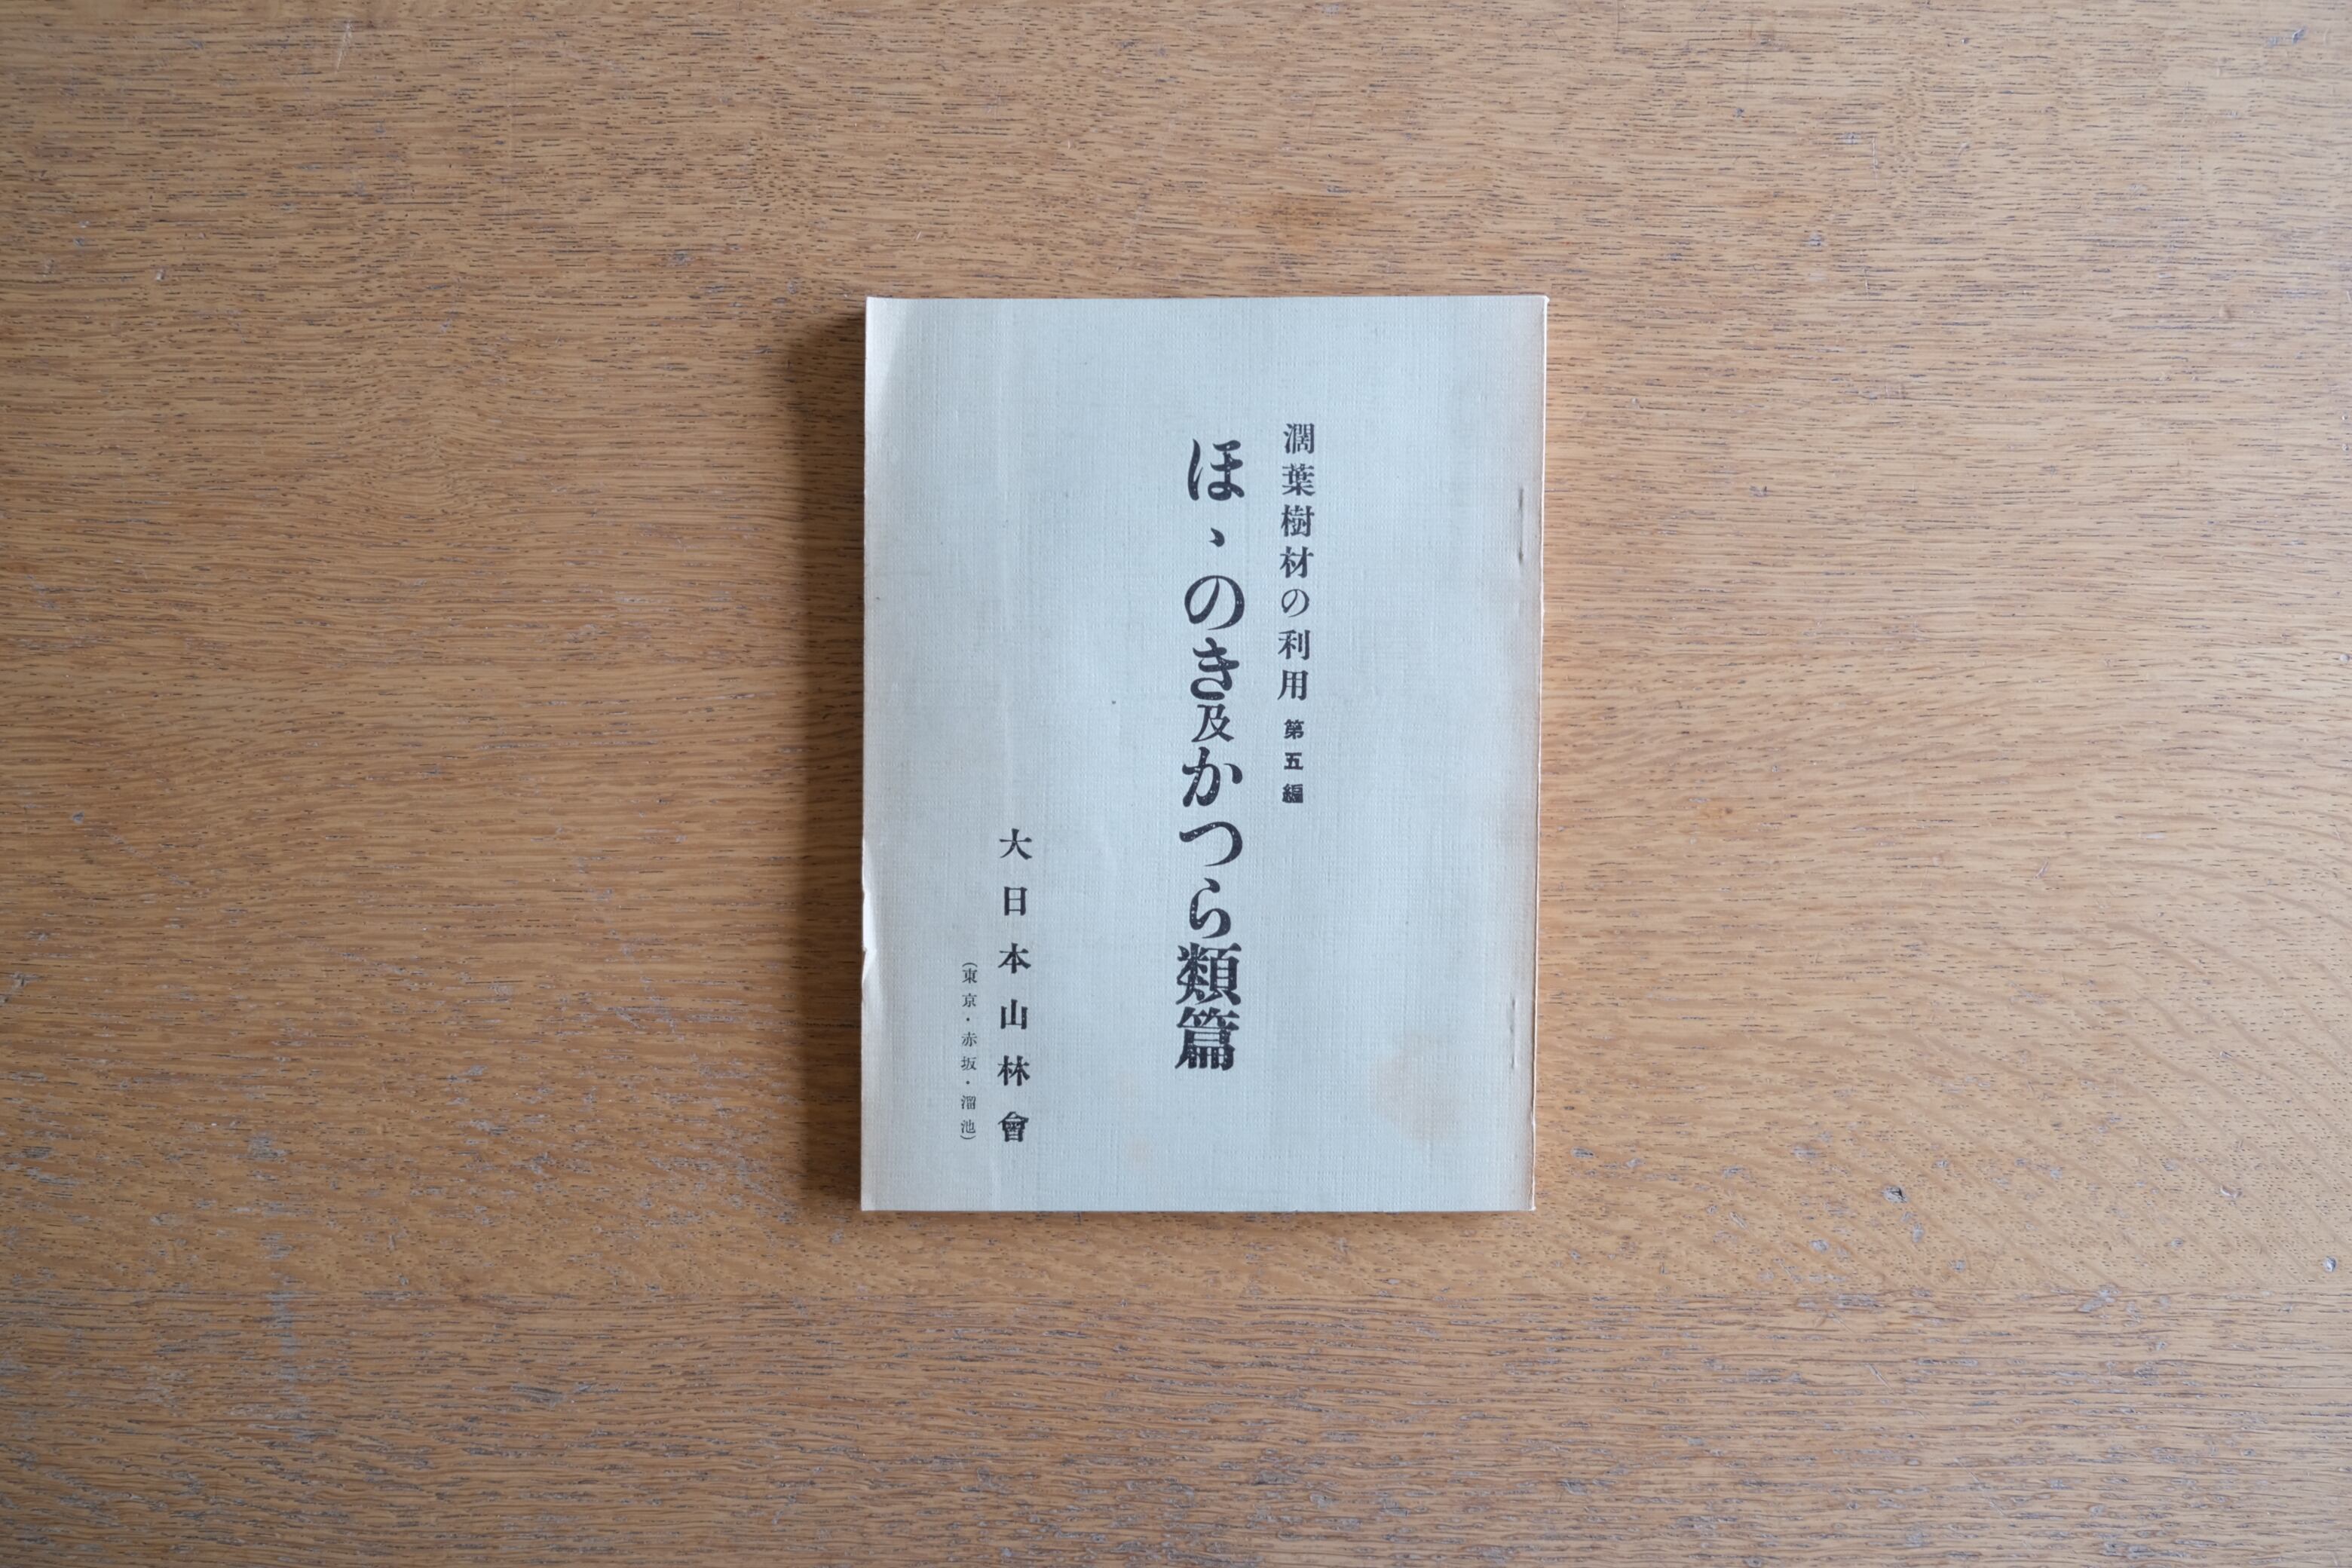 濶葉樹材の利用 第五編
ほゝのき及かつら類篇
大日本山林會
(東京・赤坂・溜池)